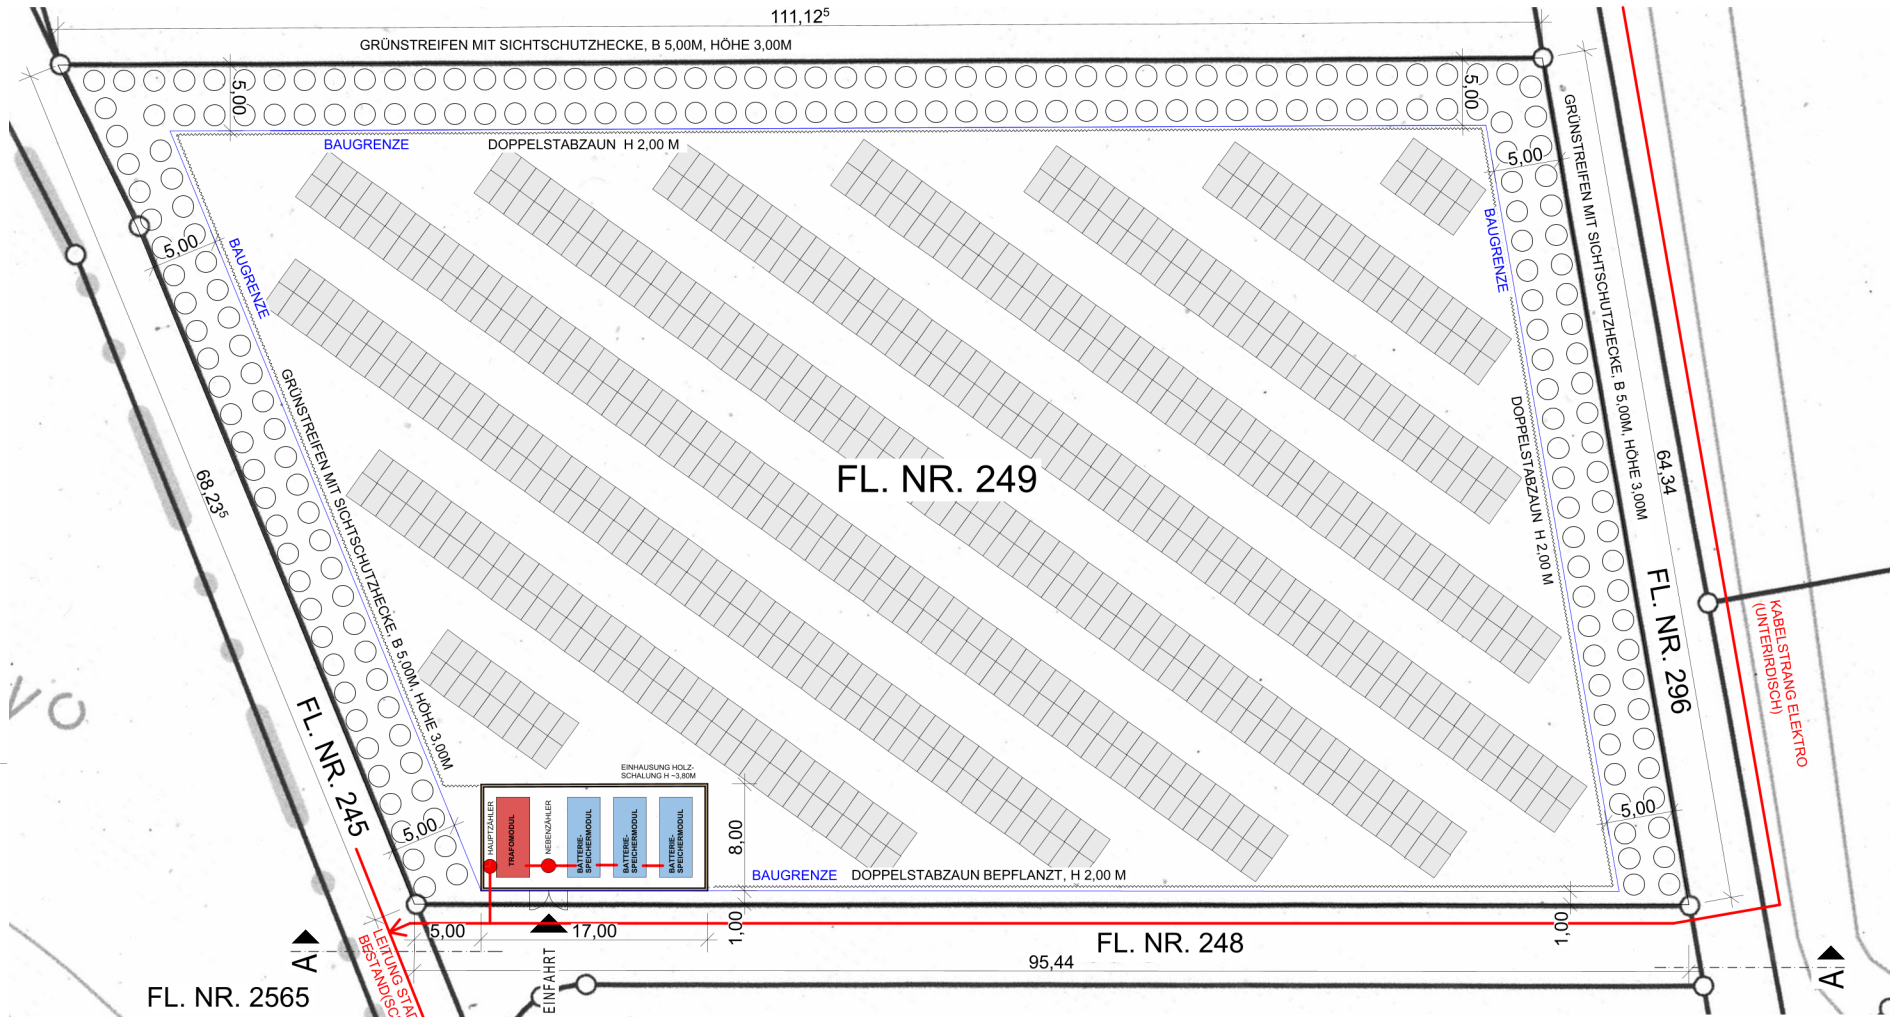 111,12⁵
GRÜNSTREIFEN MIT SICHTSCHUTZHECKE, B 5,00M, HÖHE 3,00M
5,00
5,00
BAUGRENZE
DOPPELSTABZAUN H 2,00 M
5,00
GRÜNSTREIFEN MIT SICHTSCHUTZHECKE, B 5,00M, HÖHE 3,00M
BAUGRENZE
5,00
BAUGRENZE
GRÜNSTREIFEN MIT SICHTSCHUTZHECKE, B 5,00M, HÖHE 3,00M
DOPPELSTABZAUN H 2,00 M
68,23⁵
FL. NR. 249
64,34
FL. NR. 296
KABELSTRANG ELEKTRO
(UNTERIRDISCH)
FL. NR. 245
5,00
EINHAUSUNG HOLZ-
SCHALUNG H ~3,80M
HAUPTZÄHLER
TRAFOMODUL
NEBENZÄHLER
BATTERIE-
SPEICHERMODUL
BATTERIE-
SPEICHERMODUL
BATTERIE-
SPEICHERMODUL
8,00
5,00
BAUGRENZE
DOPPELSTABZAUN BEPFLANZT, H 2,00 M
5,00
17,00
1,00
1,00
FL. NR. 248
95,44
A
A
EINFAHRT
LEITUNG
FL. NR. 2565